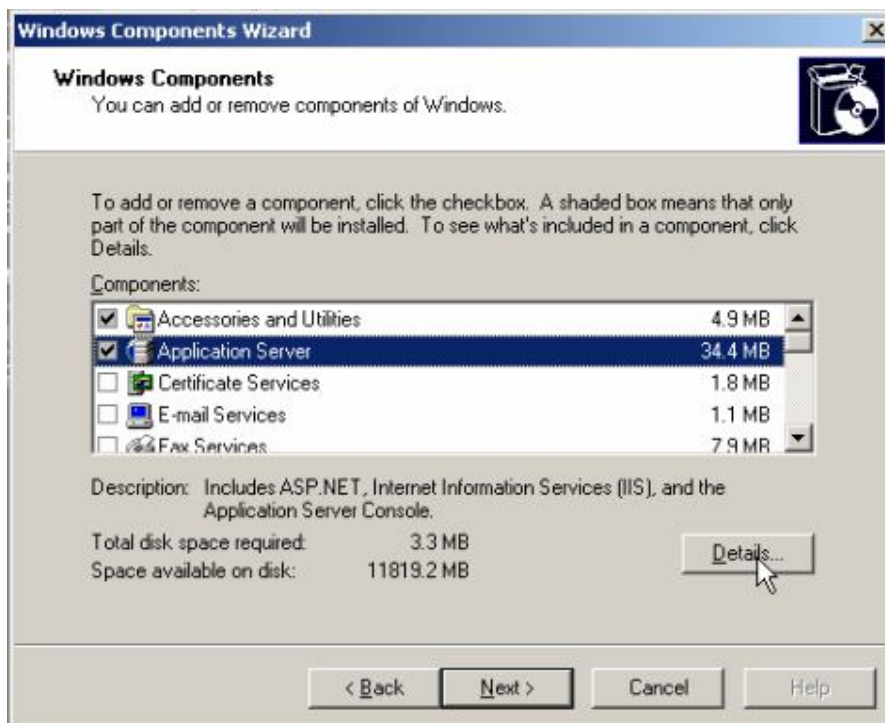 Windows Components Wizard
Windows Components
You can add or remove components of Windows.
To add or remove a component, click the checkbox. A shaded box means that only
part of the component will be installed. To see what's included in a component, click
Details.
Components:
Accessories and Utilities 4.9 MB
Application Server 34.4 MB
Certificate Services 1.8 MB
E-mail Services 1.1 MB
Fax Services 7.9 MB
Description: Includes ASP.NET, Internet Information Services (IIS), and the
Application Server Console.
Total disk space required: 3.3 MB
Space available on disk: 11819.2 MB
Details...
< Back Next > Cancel Help